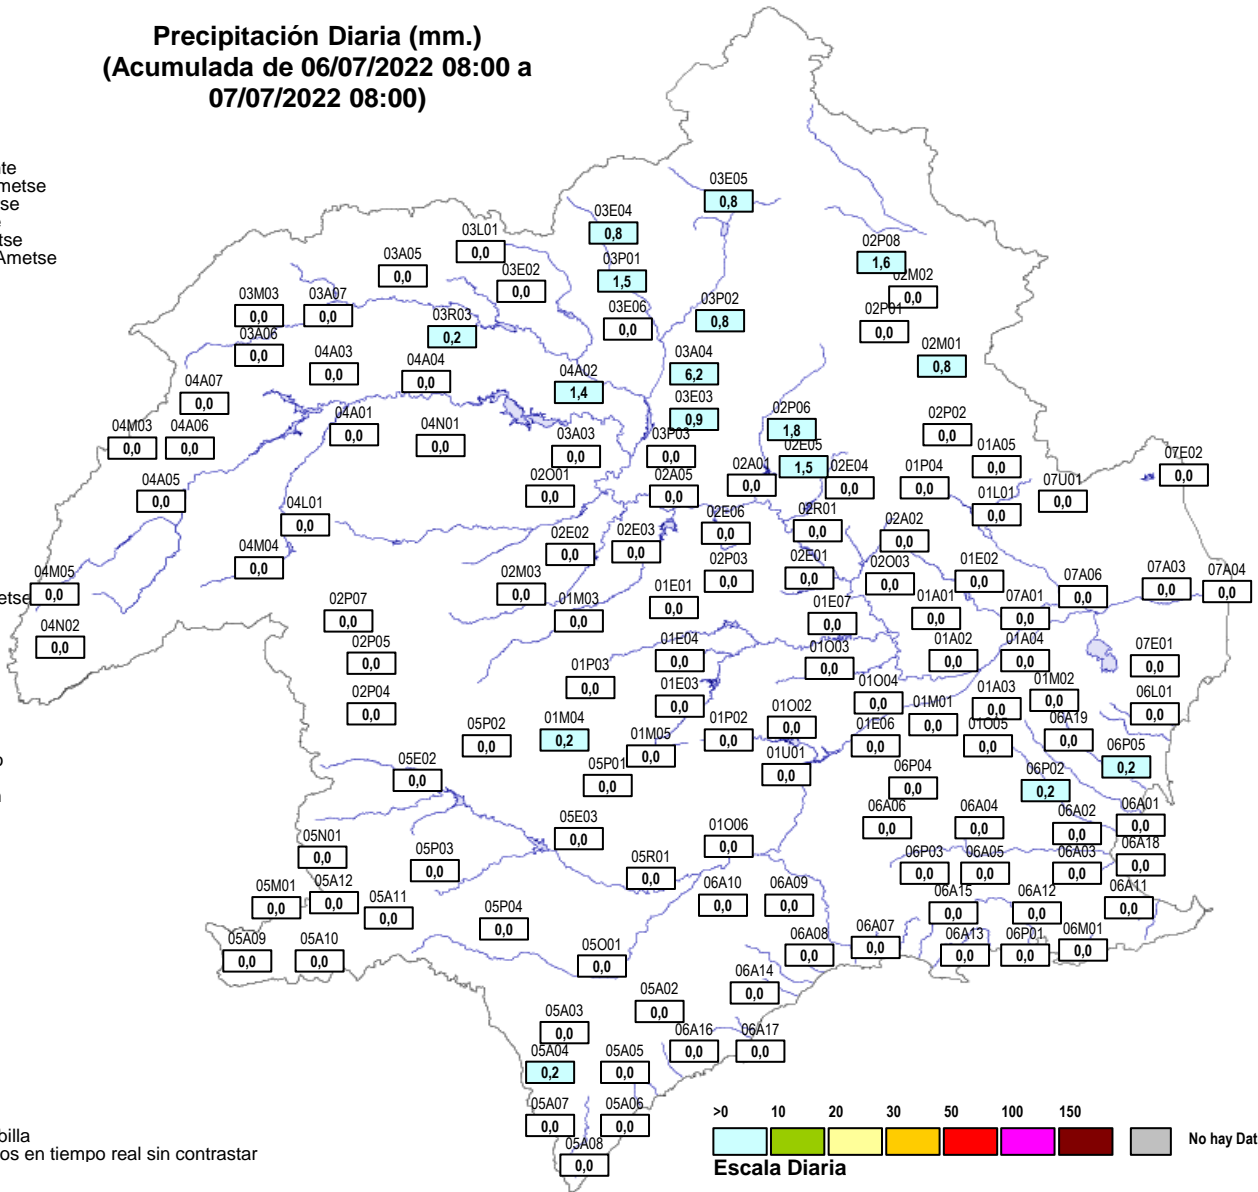 Precipitación Diaria (mm.)
(Acumulada de 06/07/2022 08:00 a
07/07/2022 08:00)
03E05
0,8
03E04
0,8
03L01
0,0
02P08
1,6
03A05
0,0
03P01
1,5
03E02
0,0
02M02
0,0
03M03
0,0
03A07
0,0
03R03
0,2
03E06
0,0
03P02
0,8
02P01
0,0
03A06
0,0
04A03
0,0
04A04
0,0
04A02
1,4
03A04
6,2
02M01
0,8
04A07
0,0
04A01
0,0
04N01
0,0
03E03
0,9
02P06
1,8
02P02
0,0
04M03
0,0
04A06
0,0
03A03
0,0
03P03
0,0
02E05
1,5
01A05
0,0
07E02
0,0
04A05
0,0
02O01
0,0
02A05
0,0
02A01
0,0
02E04
0,0
01P04
0,0
07U01
0,0
04L01
0,0
01L01
0,0
02E06
0,0
02R01
0,0
02A02
0,0
04M04
0,0
02E02
0,0
02E03
0,0
04M05
0,0
02M03
0,0
02P03
0,0
02E01
0,0
02O03
0,0
01E02
0,0
07A06
0,0
07A03
0,0
07A04
0,0
02P07
0,0
01M03
0,0
01E01
0,0
01E07
0,0
01A01
0,0
07A01
0,0
04N02
0,0
02P05
0,0
01E04
0,0
01O03
0,0
01A02
0,0
01A04
0,0
07E01
0,0
01P03
0,0
01E03
0,0
01O04
0,0
01A03
0,0
01M02
0,0
06L01
0,0
02P04
0,0
05P02
0,0
01M04
0,2
01M05
0,0
01P02
0,0
01O02
0,0
01E06
0,0
01M01
0,0
01O05
0,0
06A19
0,0
06P05
0,2
05E02
0,0
05P01
0,0
01U01
0,0
06P04
0,0
06P02
0,2
05E03
0,0
01O06
0,0
06A06
0,0
06A04
0,0
06A02
0,0
06A01
0,0
05N01
0,0
05P03
0,0
05R01
0,0
06P03
0,0
06A05
0,0
06A03
0,0
06A18
0,0
05M01
0,0
05A12
0,0
05A11
0,0
05P04
0,0
06A10
0,0
06A09
0,0
06A15
0,0
06A12
0,0
06A11
0,0
05A09
0,0
05A10
0,0
05O01
0,0
06A08
0,0
06A07
0,0
06A13
0,0
06P01
0,0
06M01
0,0
05A03
0,0
05A02
0,0
06A14
0,0
05A04
0,2
05A05
0,0
06A16
0,0
06A17
0,0
05A07
0,0
05A06
0,0
05A08
0,0
>0 10 20 30 50 100 150
No hay Dat
Escala Diaria
nte
metse
tse
Ametse
billa
os en tiempo real sin contrastar